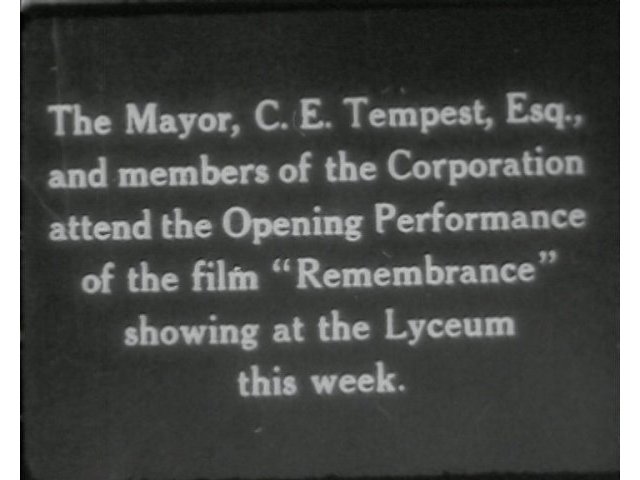 The Mayor, C. E. Tempest, Esq.,
and members of the Corporation
attend the Opening Performance
of the film "Remembrance"
showing at the Lyceum
this week.